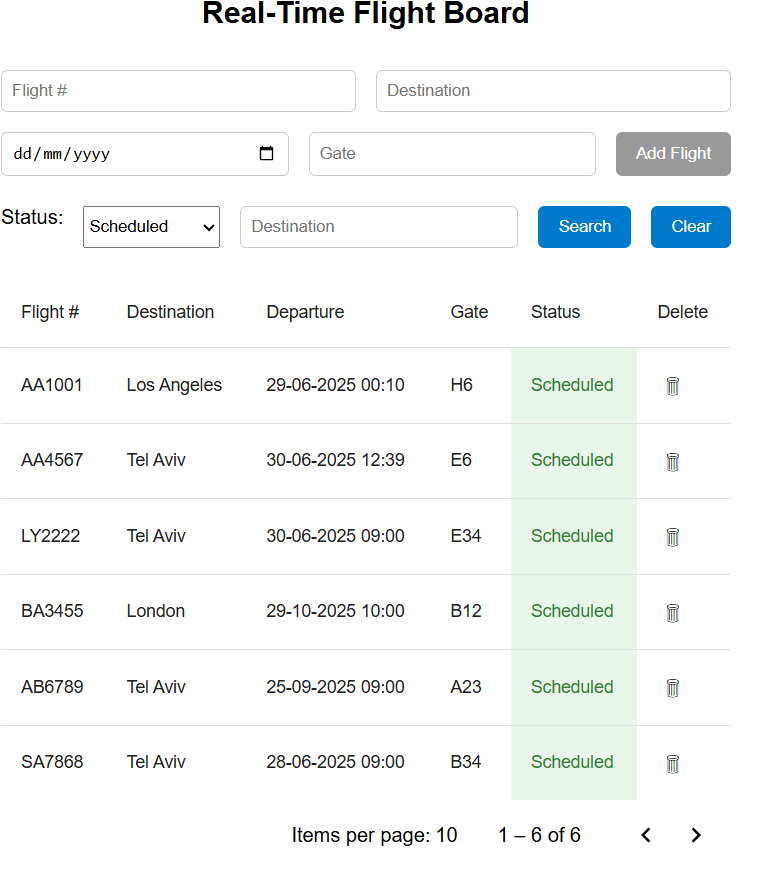 Real-Time Flight Board
Flight # Destination
dd/mm/yyyy Gate Add Flight
Status: Scheduled Destination Search Clear
Flight # Destination Departure Gate Status Delete
AA1001 Los Angeles 29-06-2025 00:10 H6 Scheduled
AA4567 Tel Aviv 30-06-2025 12:39 E6 Scheduled
LY2222 Tel Aviv 30-06-2025 09:00 E34 Scheduled
BA3455 London 29-10-2025 10:00 B12 Scheduled
AB6789 Tel Aviv 25-09-2025 09:00 A23 Scheduled
SA7868 Tel Aviv 28-06-2025 09:00 B34 Scheduled
Items per page: 10 1 – 6 of 6